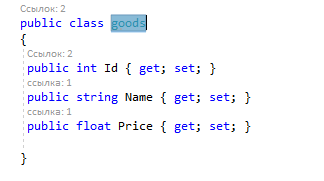 Ссылок: 2
public class goods
{
Ссылок: 2
public int Id { get; set; }
ссылка: 1
public string Name { get; set; }
ссылка: 1
public float Price { get; set; }
}